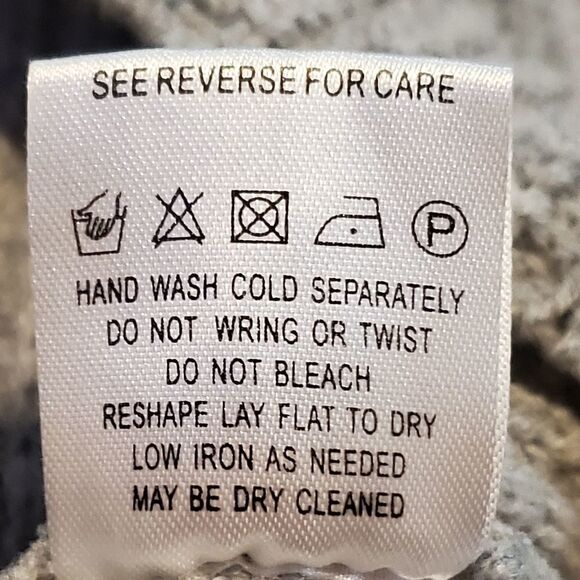 SEE REVERSE FOR CARE
P
HAND WASH COLD SEPARATELY
DO NOT WRING OR TWIST
DO NOT BLEACH
RESHAPE LAY FLAT TO DRY
LOW IRON AS NEEDED
MAY BE DRY CLEANED